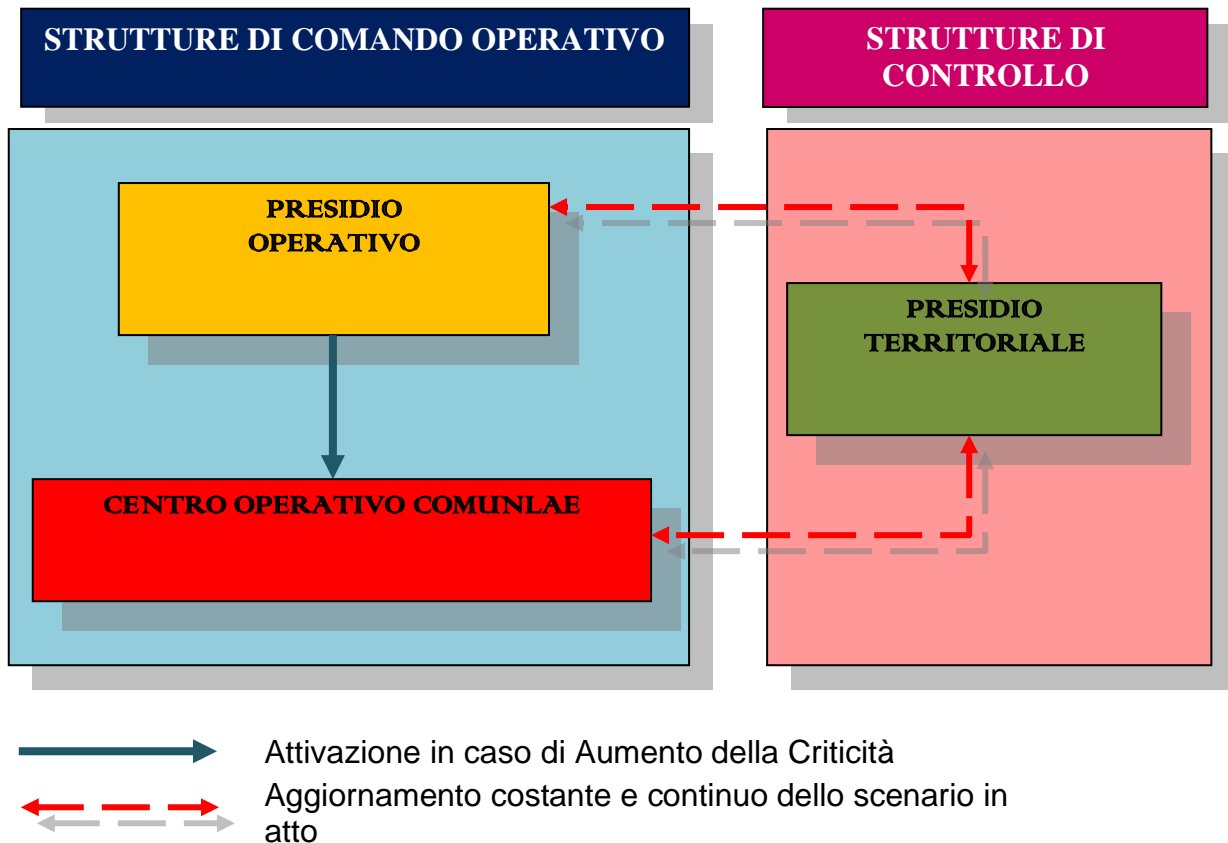 STRUTTURE DI COMANDO OPERATIVO
STRUTTURE DI
CONTROLLO
PRESIDIO
OPERATIVO
PRESIDIO
TERRITORIALE
CENTRO OPERATIVO COMUNLAE
Attivazione in caso di Aumento della Criticità
Aggiornamento costante e continuo dello scenario in
atto